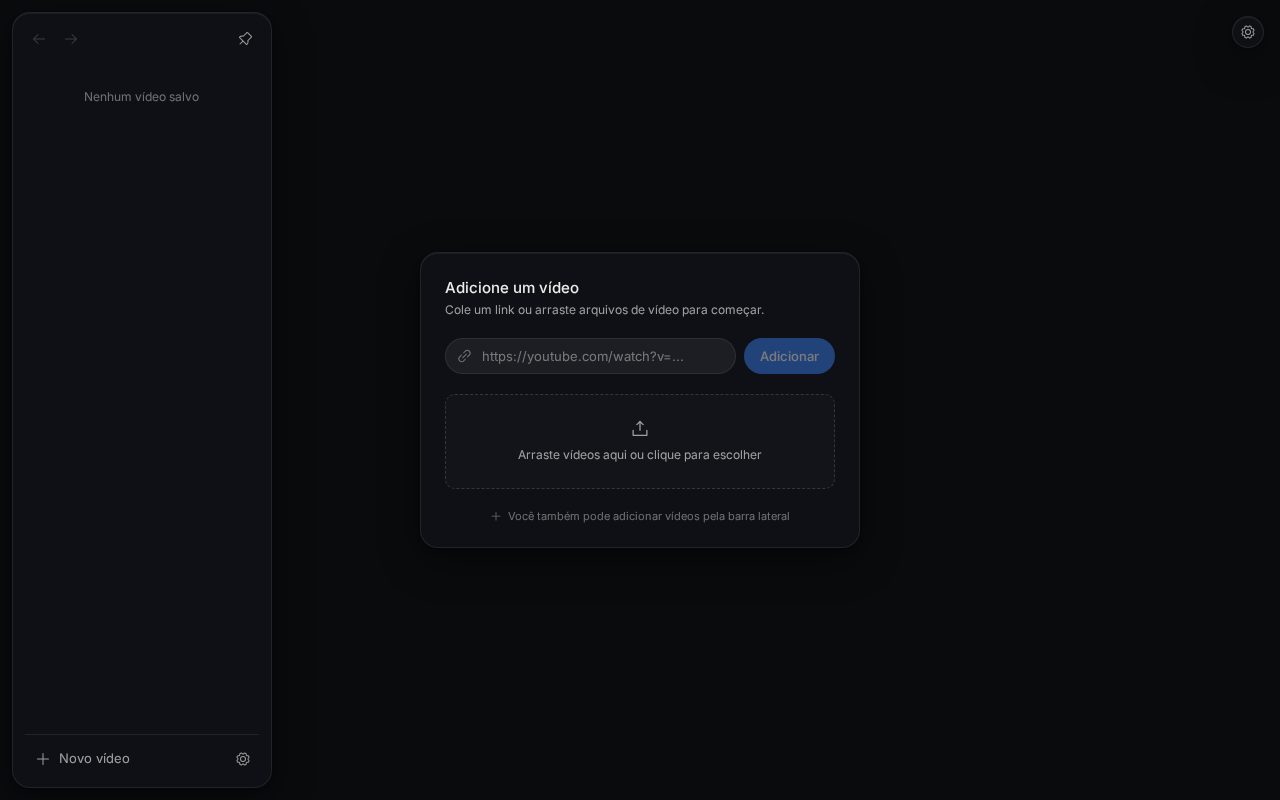 Nenhum vídeo salvo
Adicione um vídeo
Cole um link ou arraste arquivos de vídeo para começar.
https://youtube.com/watch?v=...
Adicionar
Arraste vídeos aqui ou clique para escolher
Você também pode adicionar vídeos pela barra lateral
Novo vídeo